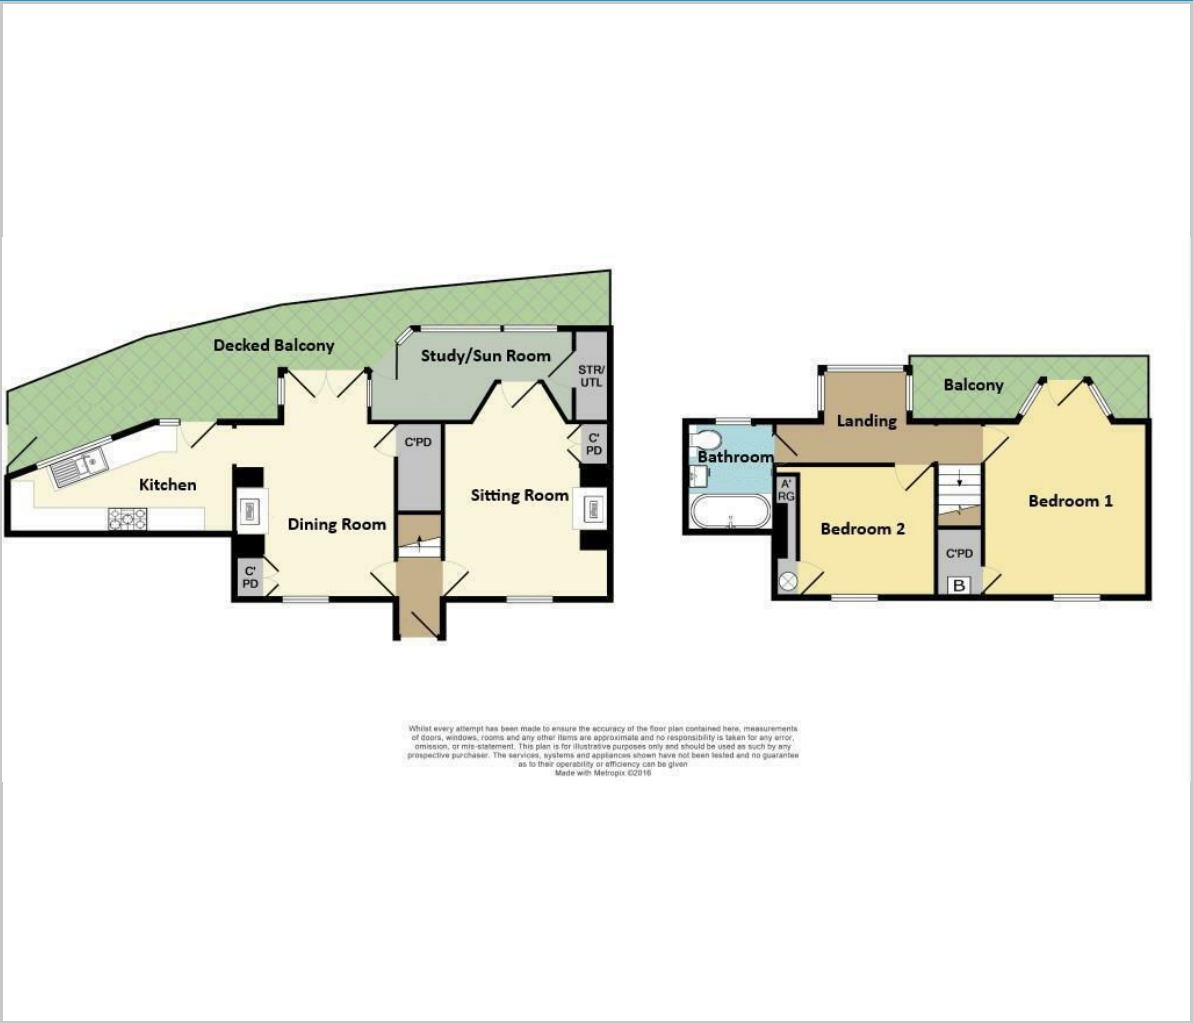 Decked Balcony
Study/Sun Room
STR/
UTL
Kitchen
Dining Room
C'PD
Sitting Room
C'
PD
C'
PD
Balcony
Landing
Bathroom
A'
RG
Bedroom 2
Bedroom 1
C'PD
B
Whilst every attempt has been made to ensure the accuracy of the floor plan contained here, measurements
of doors, windows, rooms and any other items are approximate and no responsibility is taken for any error,
omission, or mis-statement. This plan is for illustrative purposes only and should be used as such by any
prospective purchaser. The services, systems and appliances shown have not been tested and no guarantee
as to their operability or efficiency can be given
Made with Metropix ©2016